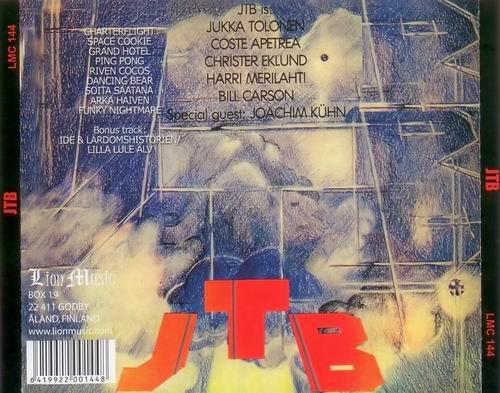 CHARTERFLIGHT
SPACE COOKIE
GRAND HOTEL
PING PONG
RIVEN COCOS
DANCING BEAR
SOITA SAATANA
ARKA HAIVEN
FUNKY NIGHTMARE
Bonus track:
IDE & LÄRDOMSHISTORIEN/
LILLA LULE ÄLV
JTB is:
JUKKA TOLONEN
COSTE APETREA
CHRISTER EKLUND
HARRI MERILAHTI
BILL CARSON
Special guest: JOACHIM KÜHN
Lion Music
BOX 19
22 411 GODBY
ÅLAND, FINLAND
www.lionmusic.com
6 419922 001448
JTB
LMC 144
JTB
JTB
LMC 144